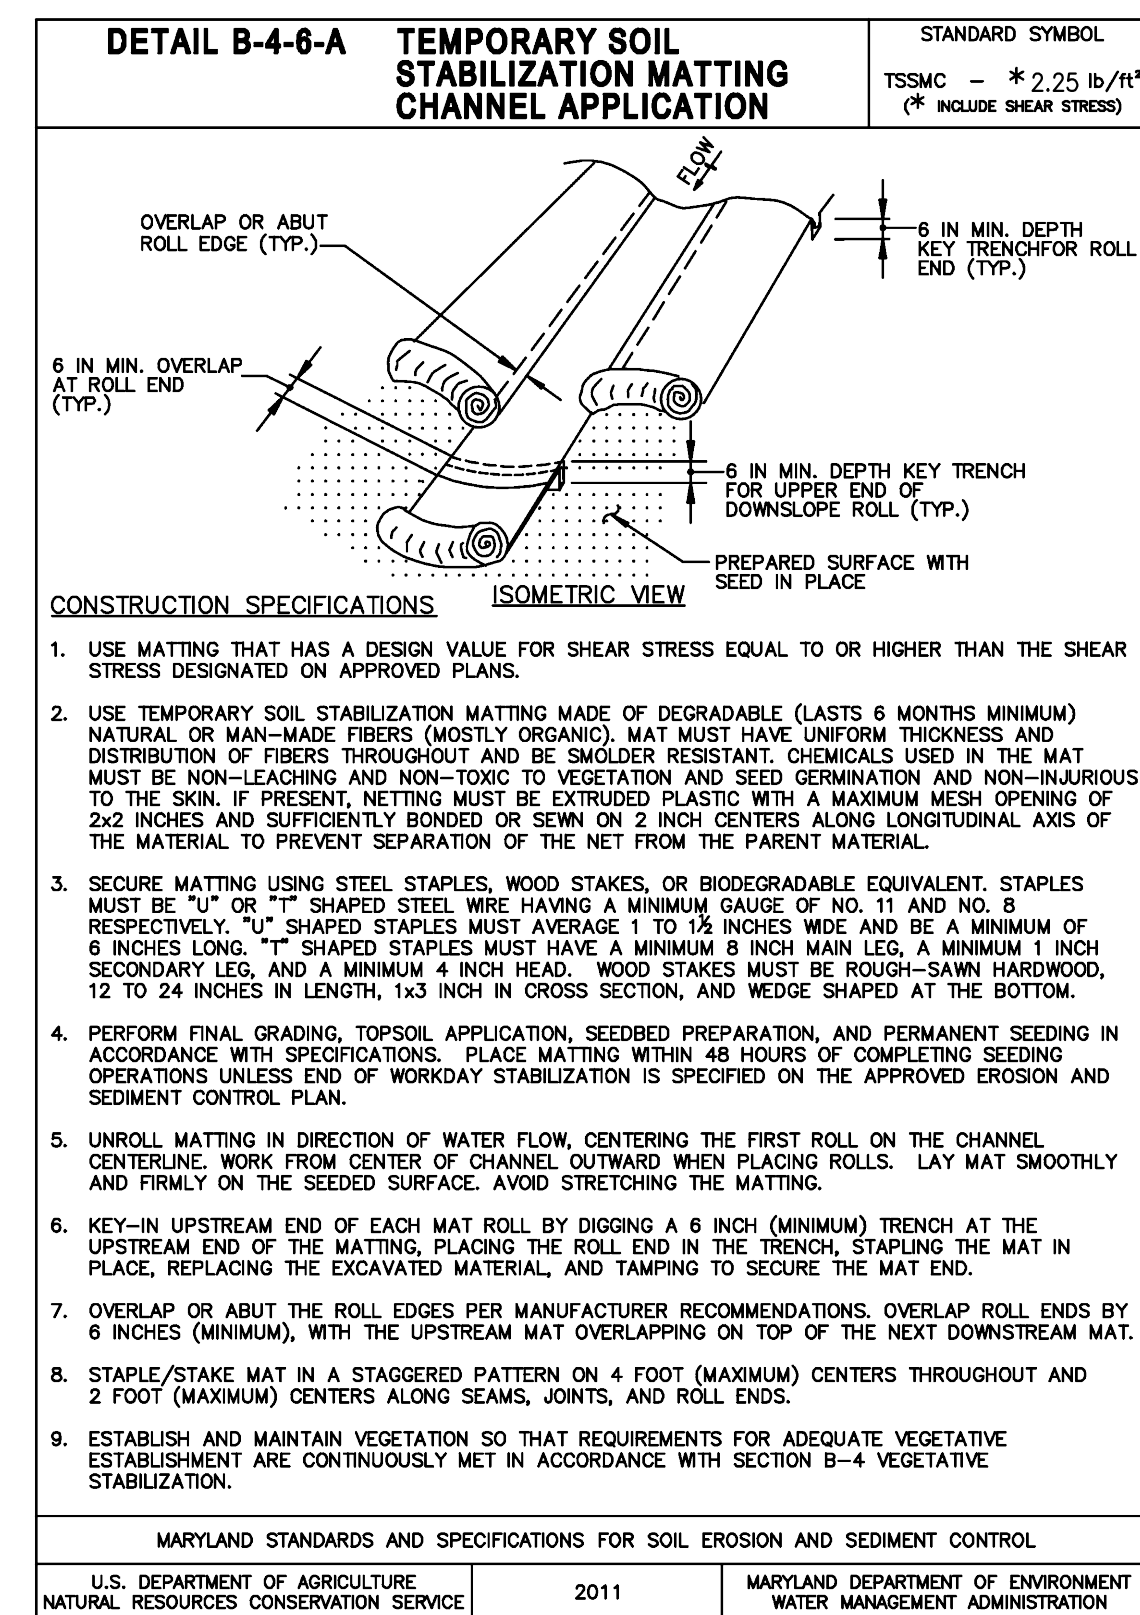 DETAIL B-4-6-A
TEMPORARY SOIL
STABILIZATION MATTING
CHANNEL APPLICATION
STANDARD SYMBOL
TSSMC - * 2.25 lb/ft²
(* INCLUDE SHEAR STRESS)
FLOW
OVERLAP OR ABUT
ROLL EDGE (TYP.)
6 IN MIN. DEPTH
KEY TRENCHFOR ROLL
END (TYP.)
6 IN MIN. OVERLAP
AT ROLL END
(TYP.)
6 IN MIN. DEPTH KEY TRENCH
FOR UPPER END OF
DOWNSLOPE ROLL (TYP.)
PREPARED SURFACE WITH
SEED IN PLACE
ISOMETRIC VIEW
CONSTRUCTION SPECIFICATIONS
1. USE MATTING THAT HAS A DESIGN VALUE FOR SHEAR STRESS EQUAL TO OR HIGHER THAN THE SHEAR
STRESS DESIGNATED ON APPROVED PLANS.
2. USE TEMPORARY SOIL STABILIZATION MATTING MADE OF DEGRADABLE (LASTS 6 MONTHS MINIMUM)
NATURAL OR MAN-MADE FIBERS (MOSTLY ORGANIC). MAT MUST HAVE UNIFORM THICKNESS AND
DISTRIBUTION OF FIBERS THROUGHOUT AND BE SMOLDER RESISTANT. CHEMICALS USED IN THE MAT
MUST BE NON-LEACHING AND NON-TOXIC TO VEGETATION AND SEED GERMINATION AND NON-INJURIOUS
TO THE SKIN. IF PRESENT, NETTING MUST BE EXTRUDED PLASTIC WITH A MAXIMUM MESH OPENING OF
2x2 INCHES AND SUFFICIENTLY BONDED OR SEWN ON 2 INCH CENTERS ALONG LONGITUDINAL AXIS OF
THE MATERIAL TO PREVENT SEPARATION OF THE NET FROM THE PARENT MATERIAL.
3. SECURE MATTING USING STEEL STAPLES, WOOD STAKES, OR BIODEGRADABLE EQUIVALENT. STAPLES
MUST BE "U" OR "T" SHAPED STEEL WIRE HAVING A MINIMUM GAUGE OF NO. 11 AND NO. 8
RESPECTIVELY. "U" SHAPED STAPLES MUST AVERAGE 1 TO 1½ INCHES WIDE AND BE A MINIMUM OF
6 INCHES LONG. "T" SHAPED STAPLES MUST HAVE A MINIMUM 8 INCH MAIN LEG, A MINIMUM 1 INCH
SECONDARY LEG, AND A MINIMUM 4 INCH HEAD. WOOD STAKES MUST BE ROUGH-SAWN HARDWOOD,
12 TO 24 INCHES IN LENGTH, 1x3 INCH IN CROSS SECTION, AND WEDGE SHAPED AT THE BOTTOM.
4. PERFORM FINAL GRADING, TOPSOIL APPLICATION, SEEDBED PREPARATION, AND PERMANENT SEEDING IN
ACCORDANCE WITH SPECIFICATIONS. PLACE MATTING WITHIN 48 HOURS OF COMPLETING SEEDING
OPERATIONS UNLESS END OF WORKDAY STABILIZATION IS SPECIFIED ON THE APPROVED EROSION AND
SEDIMENT CONTROL PLAN.
5. UNROLL MATTING IN DIRECTION OF WATER FLOW, CENTERING THE FIRST ROLL ON THE CHANNEL
CENTERLINE. WORK FROM CENTER OF CHANNEL OUTWARD WHEN PLACING ROLLS. LAY MAT SMOOTHLY
AND FIRMLY ON THE SEEDED SURFACE. AVOID STRETCHING THE MATTING.
6. KEY-IN UPSTREAM END OF EACH MAT ROLL BY DIGGING A 6 INCH (MINIMUM) TRENCH AT THE
UPSTREAM END OF THE MATTING, PLACING THE ROLL END IN THE TRENCH, STAPLING THE MAT IN
PLACE, REPLACING THE EXCAVATED MATERIAL, AND TAMPING TO SECURE THE MAT END.
7. OVERLAP OR ABUT THE ROLL EDGES PER MANUFACTURER RECOMMENDATIONS. OVERLAP ROLL ENDS BY
6 INCHES (MINIMUM), WITH THE UPSTREAM MAT OVERLAPPING ON TOP OF THE NEXT DOWNSTREAM MAT.
8. STAPLE/STAKE MAT IN A STAGGERED PATTERN ON 4 FOOT (MAXIMUM) CENTERS THROUGHOUT AND
2 FOOT (MAXIMUM) CENTERS ALONG SEAMS, JOINTS, AND ROLL ENDS.
9. ESTABLISH AND MAINTAIN VEGETATION SO THAT REQUIREMENTS FOR ADEQUATE VEGETATIVE
ESTABLISHMENT ARE CONTINUOUSLY MET IN ACCORDANCE WITH SECTION B-4 VEGETATIVE
STABILIZATION.
MARYLAND STANDARDS AND SPECIFICATIONS FOR SOIL EROSION AND SEDIMENT CONTROL
U.S. DEPARTMENT OF AGRICULTURE
NATURAL RESOURCES CONSERVATION SERVICE
2011
MARYLAND DEPARTMENT OF ENVIRONMENT
WATER MANAGEMENT ADMINISTRATION